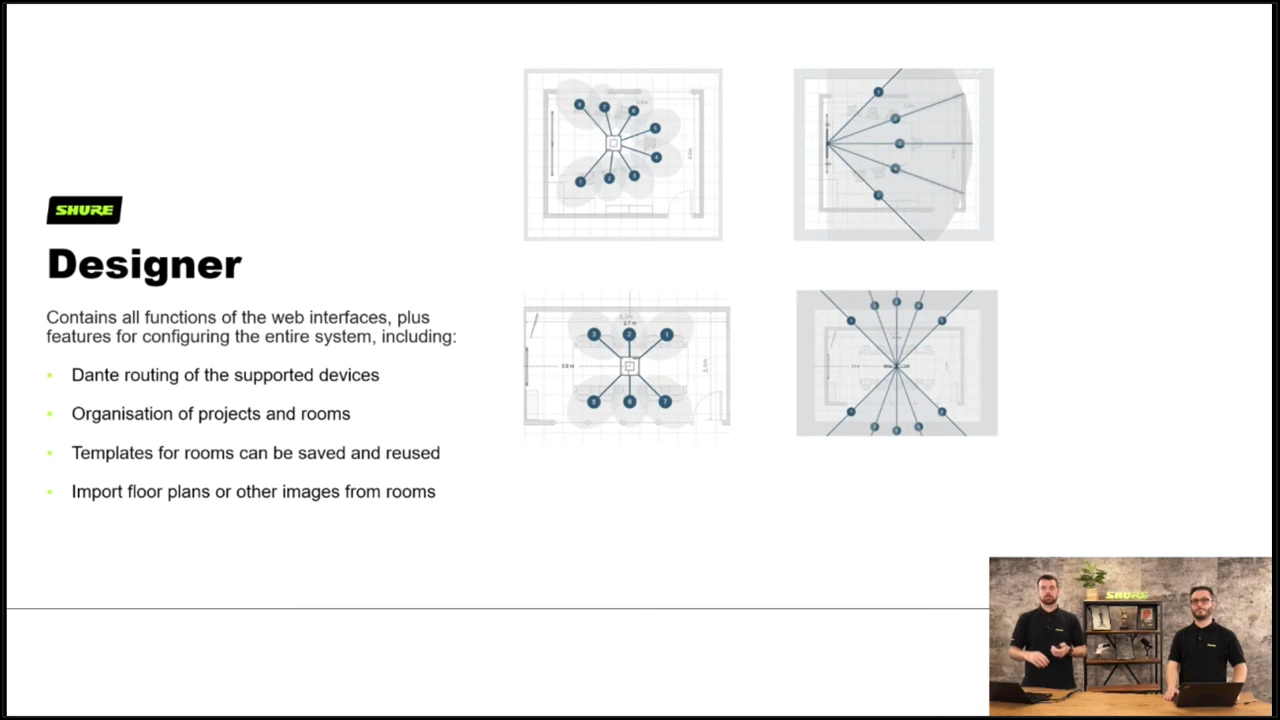 SHURE
Designer
Contains all functions of the web interfaces, plus
features for configuring the entire system, including:
• Dante routing of the supported devices
• Organisation of projects and rooms
• Templates for rooms can be saved and reused
• Import floor plans or other images from rooms
SHURE